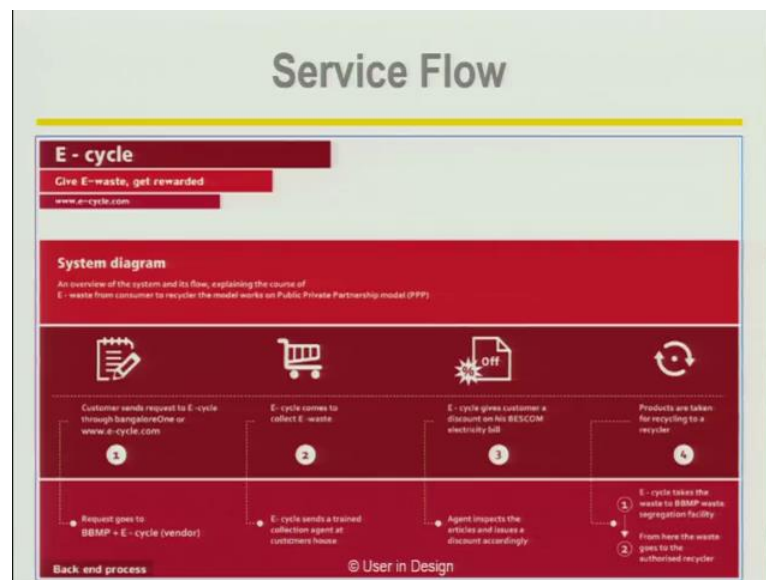 Service Flow
E - cycle
Give E-waste, get rewarded
www.e-cycle.com
System diagram
An overview of the system and its flow, explaining the course of
E - waste from consumer to recycler the model works on Public Private Partnership model (PPP)
% Off
Customer sends request to E-cycle
through bangaloreOne or
www.e-cycle.com
1
E- cycle comes to
collect E-waste
2
E - cycle gives customer a
discount on his BESCOM
electricity bill
3
Products are taken
for recycling to a
recycler
4
Request goes to
BBMP + E - cycle (vendor)
E- cycle sends a trained
collection agent at
customers house
Agent inspects the
articles and issues a
discount accordingly
1
E - cycle takes the
waste to BBMP waste
segregation facility
2
From here the waste
goes to the
authorised recycler
Back end process
© User in Design